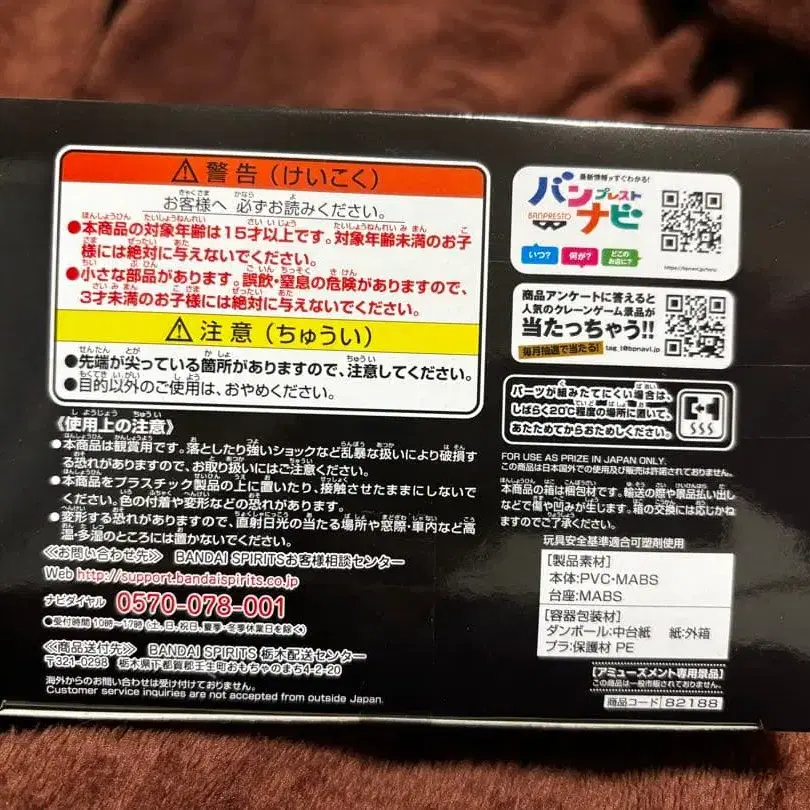 ⚠警告（けいこく）
お客様へ 必ずお読みください。
●本商品の対象年齢は15才以上です。対象年齢未満のお子
様には絶対に与えないでください。
●小さな部品があります。誤飲・窒息の危険がありますので、
3才未満のお子様には絶対に与えないでください。
⚠注意（ちゅうい）
●先端が尖っている箇所がありますので、注意してください。
●目的以外のご使用は、おやめください。
《使用上の注意》
●本商品は観賞用です。落としたり強いショックなど乱暴な扱いにより破損す
る恐れがありますので、お取り扱いにはご注意ください。
●本商品をプラスチック製品の上に置いたり、接触させたままにしないで
ください。色の付着や変形などの恐れがあります。
●変形する恐れがありますので、直射日光の当たる場所や窓際・車内など高
温・多湿のところには置かないでください。
≪お問い合わせ先≫ BANDAI SPIRITSお客様相談センター
Web http://support.bandaispirits.co.jp
ナビダイヤル 0570-078-001
●受付時間 10時～17時（土、日、祝日、夏季・冬季休業日を除く）
≪商品送付先≫ BANDAI SPIRITS 栃木配送センター
〒321-0298 栃木県下都賀郡壬生町おもちゃのまち4-2-20
海外からのお問い合わせは受け付けておりません。
Customer service inquiries are not accepted from outside Japan.
最新情報がすぐわかる!
バンプレスト
ナビ
BANPRESTO
いつ?
何が?
どこの
お店に?
商品アンケートに答えると
人気のクレーンゲーム景品が
当たっちゃう!!
毎月抽選で当たる!
tag_t@bpnavi.jp
パーツが組みたてにくい場合は、
しばらく20℃程度の場所に置いて、
あたためてからおためしください。
FOR USE AS PRIZE IN JAPAN ONLY.
この商品は日本国外での使用及び販売は許諾されておりません。
本商品の箱は梱包材です。輸送の際や景品払い出し
などで傷や凹みが生じます。箱の交換には応じかねま
すのでご了承ください。
玩具安全基準適合可塑剤使用
［製品素材］
本体:PVC・MABS
台座:MABS
［容器包装材］
ダンボール:中台紙 紙:外箱
プラ:保護材 PE
【アミューズメント専用景品】
この商品は一般市販されておりません。
商品コード 82188